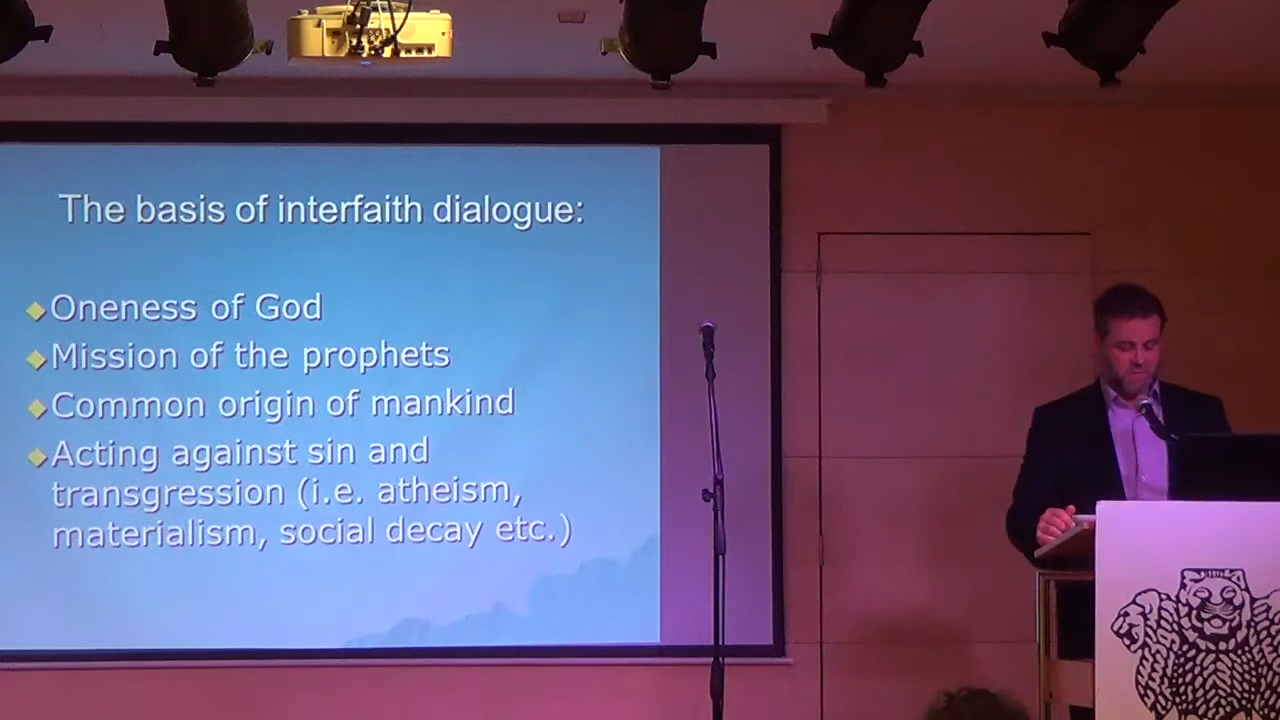 The basis of interfaith dialogue:
Oneness of God
Mission of the prophets
Common origin of mankind
Acting against sin and
transgression (i.e. atheism,
materialism, social decay etc.)